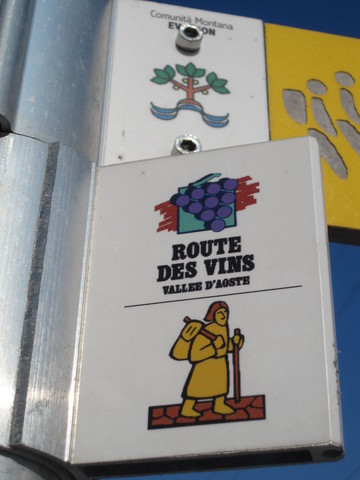 Comunità Montana
ROUTE
DES VINS
VALLEE D'AOSTE